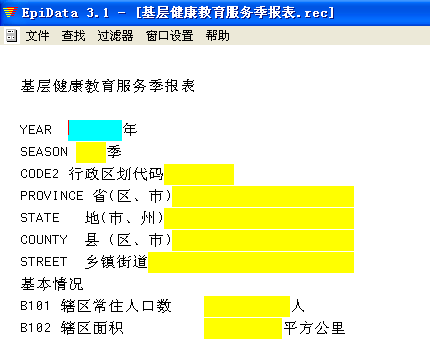 EpiData 3.1 - [基层健康教育服务季报表.rec]
文件 查找 过滤器 窗口设置 帮助
基层健康教育服务季报表
YEAR 年
SEASON 季
CODE2 行政区划代码
PROVINCE 省(区、市)
STATE 地(市、州)
COUNTY 县(区、市)
STREET 乡镇街道
基本情况
B101 辖区常住人口数 人
B102 辖区面积 平方公里